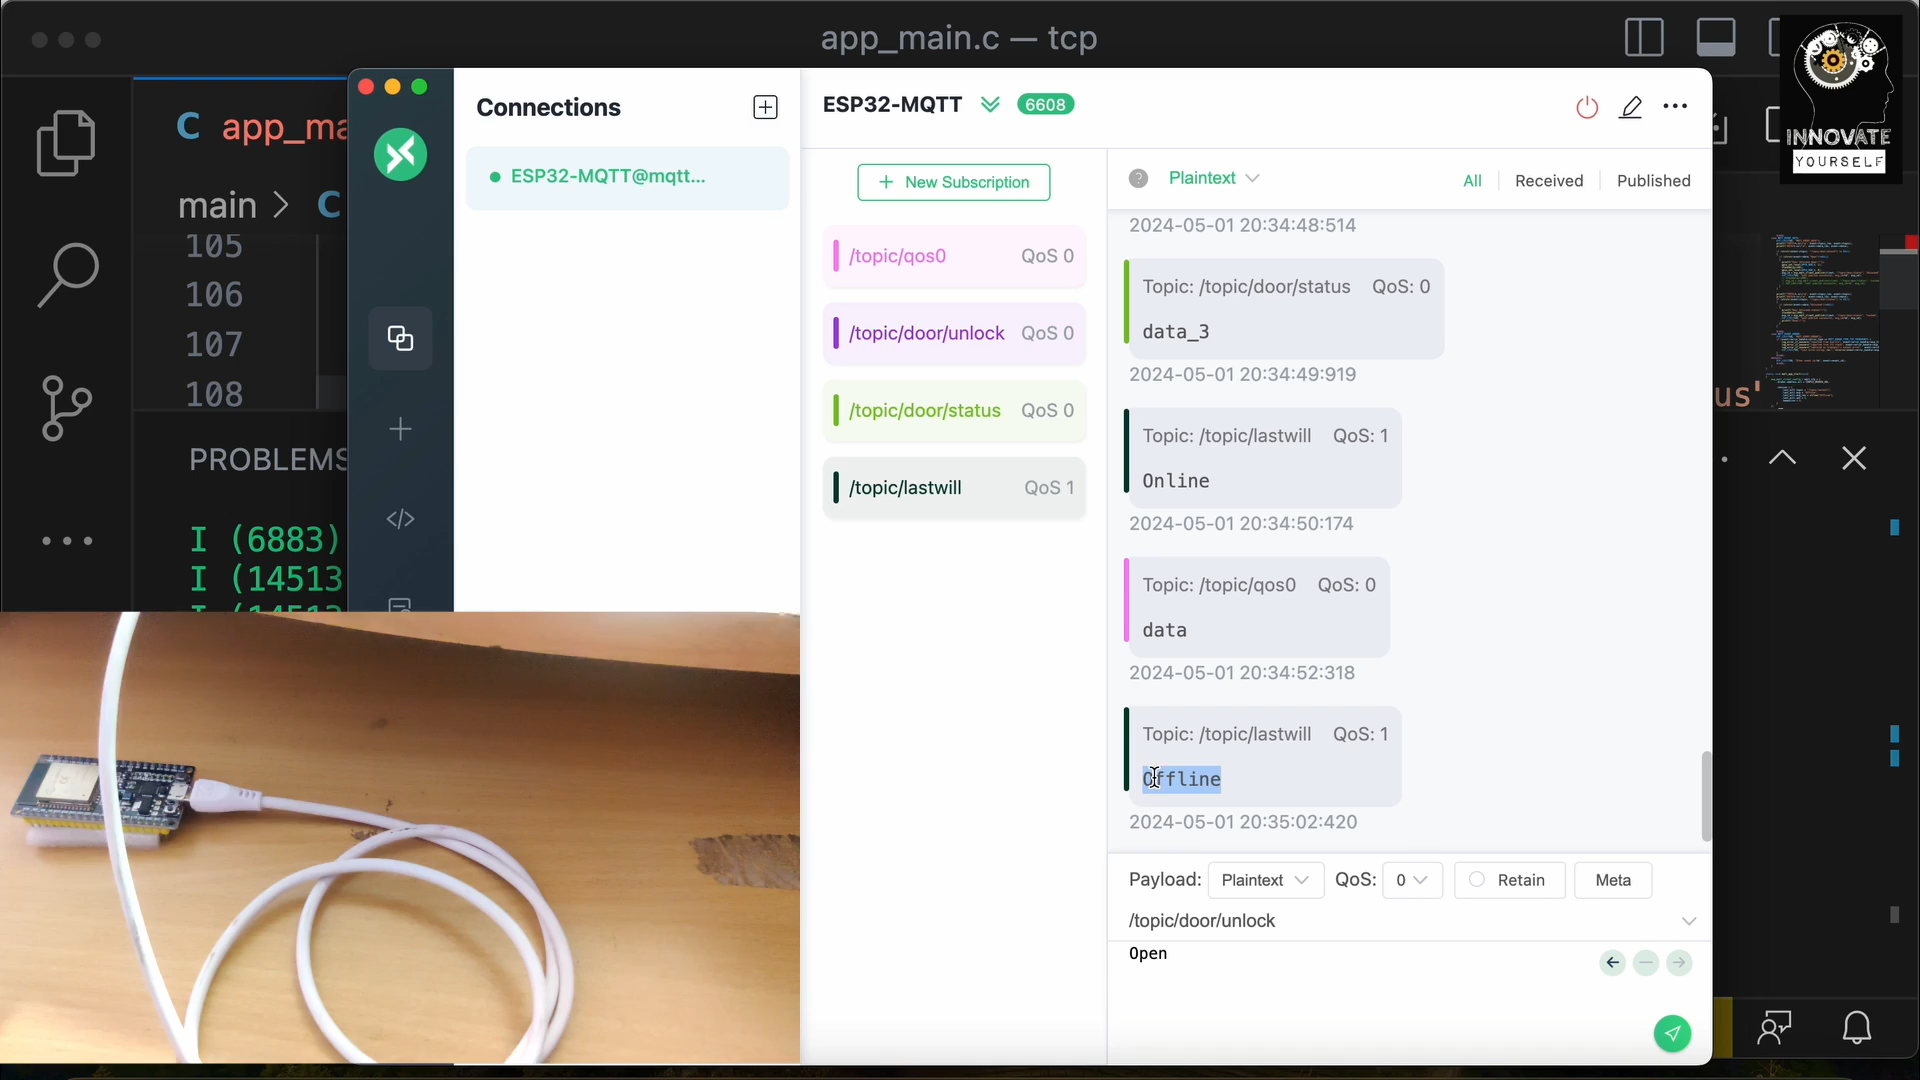 app_main.c — tcp
INNOVATE
YOURSELF
C app_ma
main > C
105
106
107
108
PROBLEMS
I (6883)
I (14513
Connections
ESP32-MQTT@mqtt...
ESP32-MQTT 6608
+ New Subscription
/topic/qos0 QoS 0
/topic/door/unlock QoS 0
/topic/door/status QoS 0
/topic/lastwill QoS 1
Plaintext
All Received Published
2024-05-01 20:34:48:514
Topic: /topic/door/status QoS: 0
data_3
2024-05-01 20:34:49:919
Topic: /topic/lastwill QoS: 1
Online
2024-05-01 20:34:50:174
Topic: /topic/qos0 QoS: 0
data
2024-05-01 20:34:52:318
Topic: /topic/lastwill QoS: 1
Offline
2024-05-01 20:35:02:420
Payload: Plaintext QoS: 0 Retain Meta
/topic/door/unlock
Open
us'